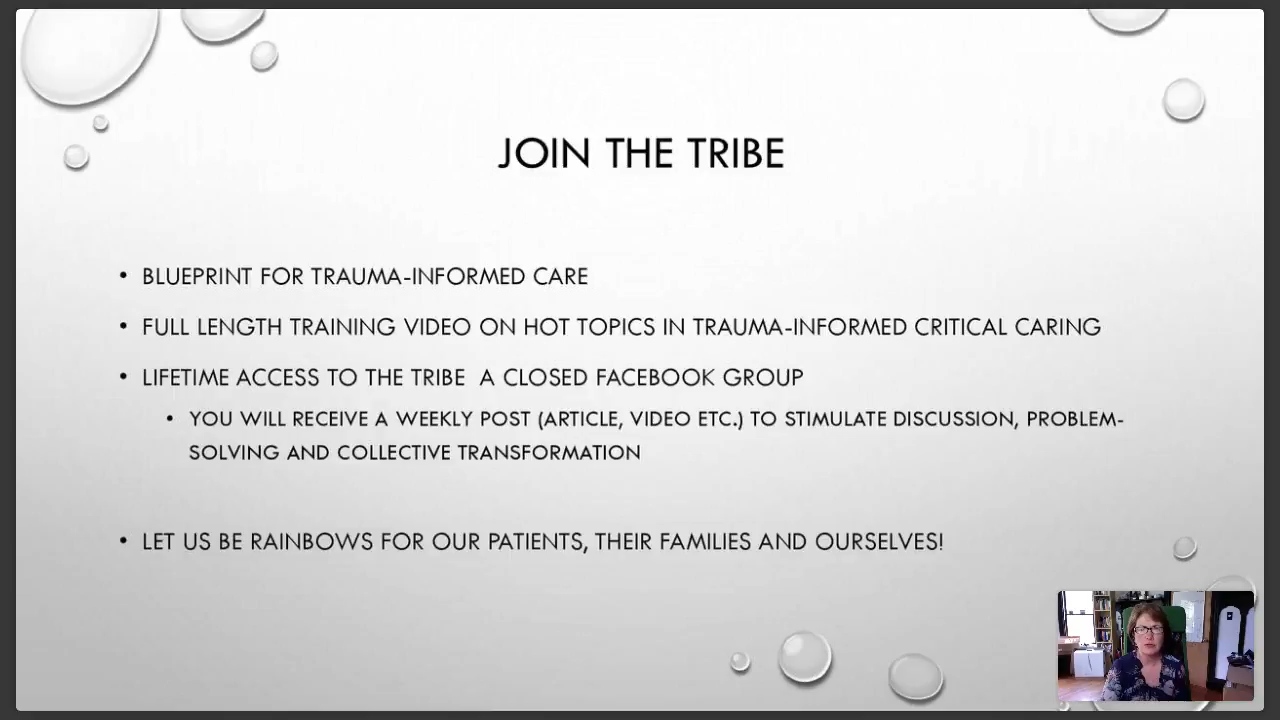 JOIN THE TRIBE
• BLUEPRINT FOR TRAUMA-INFORMED CARE
• FULL LENGTH TRAINING VIDEO ON HOT TOPICS IN TRAUMA-INFORMED CRITICAL CARING
• LIFETIME ACCESS TO THE TRIBE  A CLOSED FACEBOOK GROUP
• YOU WILL RECEIVE A WEEKLY POST (ARTICLE, VIDEO ETC.) TO STIMULATE DISCUSSION, PROBLEM-
SOLVING AND COLLECTIVE TRANSFORMATION
• LET US BE RAINBOWS FOR OUR PATIENTS, THEIR FAMILIES AND OURSELVES!